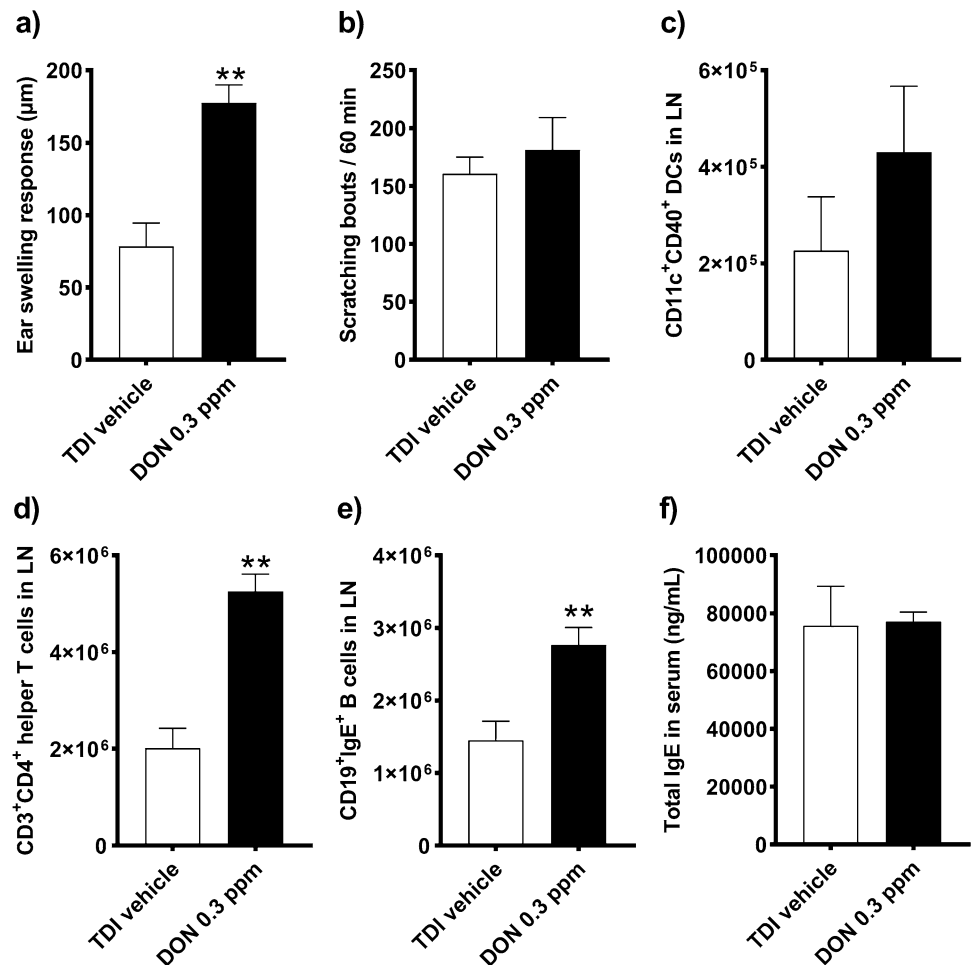 a)
Ear swelling response (µm)
200
150
100
50
0
**
TDI vehicle
DON 0.3 ppm
b)
Scratching bouts / 60 min
250
200
150
100
50
0
TDI vehicle
DON 0.3 ppm
c)
CD11c⁺CD40⁺ DCs in LN
6×10⁵
4×10⁵
2×10⁵
0
TDI vehicle
DON 0.3 ppm
d)
CD3⁺CD4⁺ helper T cells in LN
6×10⁶
4×10⁶
2×10⁶
0
**
TDI vehicle
DON 0.3 ppm
e)
CD19⁺IgE⁺ B cells in LN
4×10⁶
3×10⁶
2×10⁶
1×10⁶
0
**
TDI vehicle
DON 0.3 ppm
f)
Total IgE in serum (ng/mL)
100000
80000
60000
40000
20000
0
TDI vehicle
DON 0.3 ppm